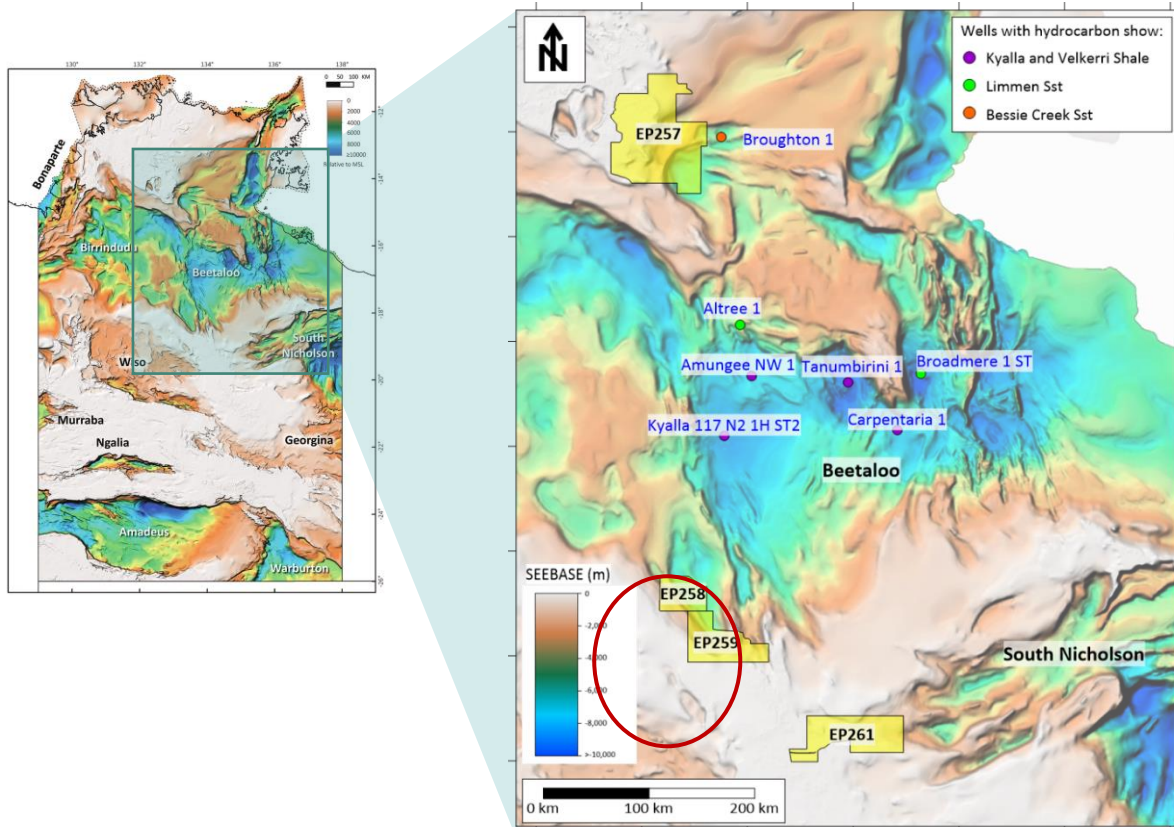 130°
132°
134°
136°
138°
0 50 100 KM
0
2000
4000
6000
8000
≥10000
Relative to MSL
-12°
-14°
-16°
-18°
-20°
-22°
-24°
-26°
Bonaparte
Birrindudu
Beetaloo
South
Nicholson
Wiso
Murraba
Ngalia
Georgina
Amadeus
Warburton
N
Wells with hydrocarbon show:
Kyalla and Velkerri Shale
Limmen Sst
Bessie Creek Sst
EP257
Broughton 1
Altree 1
Amungee NW 1
Tanumbirini 1
Broadmere 1 ST
Kyalla 117 N2 1H ST2
Carpentaria 1
Beetaloo
SEEBASE (m)
0
-2,000
-4,000
-6,000
-8,000
>-10,000
EP258
EP259
South Nicholson
EP261
0 km
100 km
200 km